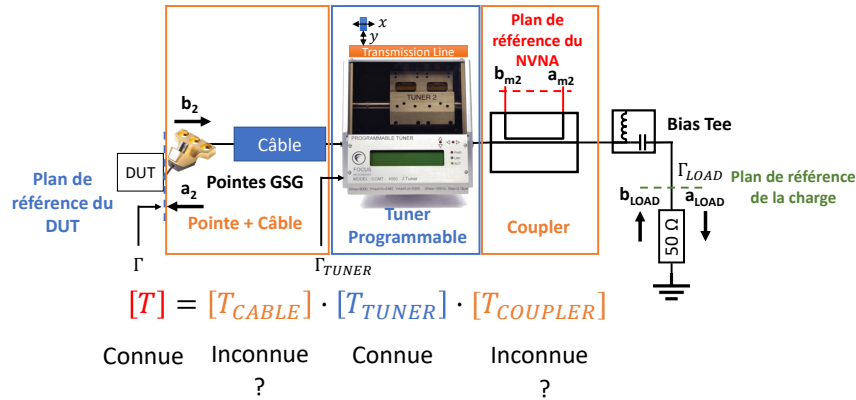 x
y
Transmission Line
Plan de
référence du
NVNA
b_m2 a_m2
b_2
TUNER 2
Câble
PROGRAMMABLE TUNER
FOCUS
Bias Tee
DUT
Pointes GSG
Γ_LOAD
Plan de référence
de la charge
Plan de
référence du
DUT
a_2
Pointe + Câble
Tuner
Programmable
Coupler
b_LOAD a_LOAD
50 Ω
Γ
Γ_TUNER
[T] = [T_CABLE] · [T_TUNER] · [T_COUPLER]
Connue Inconnue Connue Inconnue
? ?